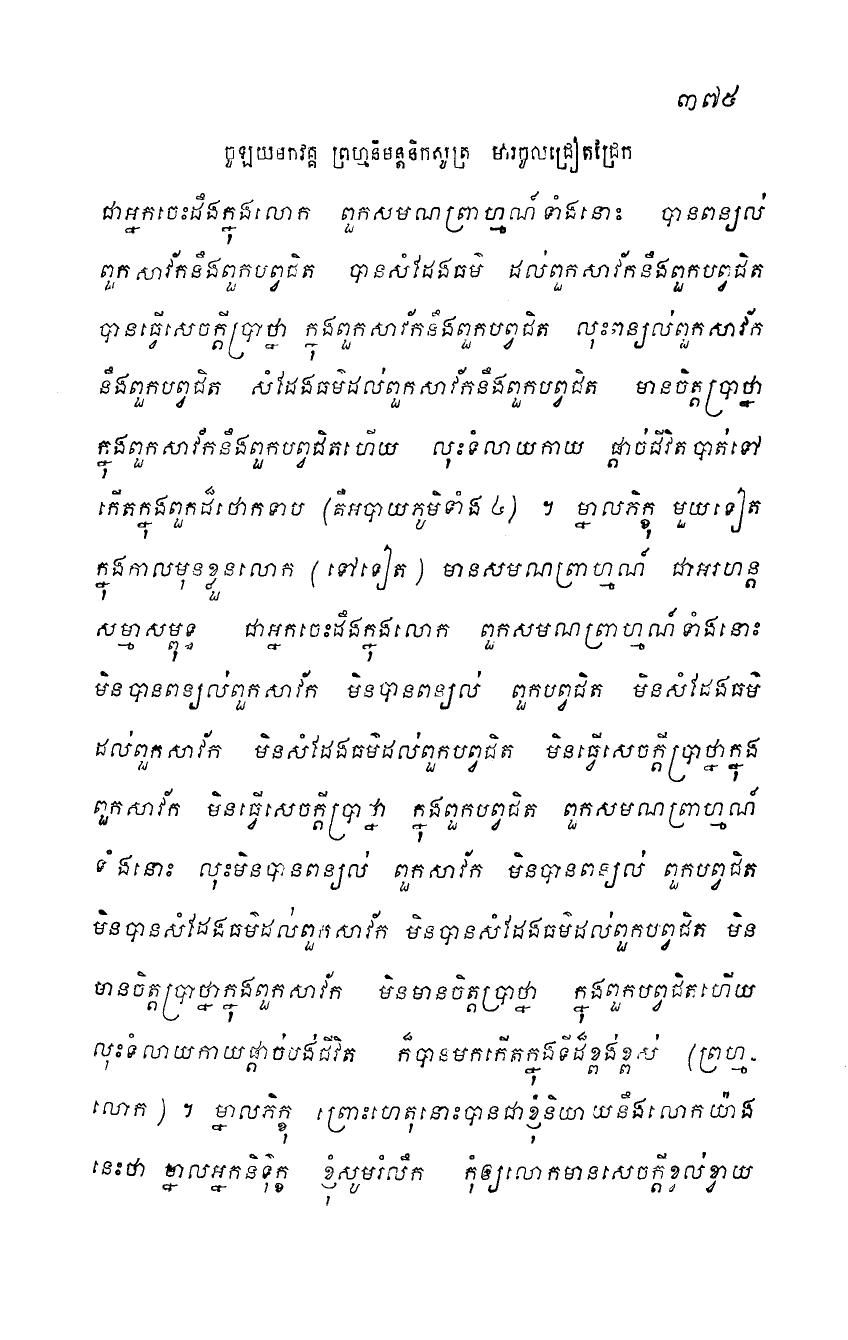 ៣៧៥
ចូឡយមកវគ្គ ព្រហ្មនិមន្តនិកសូត្រ មារចូលជ្រៀតជ្រែក
ជាអ្នកចេះដឹងក្នុងលោក ពួកសមណព្រាហ្មណ៍ទាំងនោះ បានពន្យល់
ពួកសាវ័កនឹងពួកបព្វជិត បានសំដែងធម៌ ដល់ពួកសាវ័កនឹងពួកបព្វជិត
បានធ្វើសេចក្តីប្រាថ្នា ក្នុងពួកសាវ័កនឹងពួកបព្វជិត លុះពន្យល់ពួកសាវ័ក
នឹងពួកបព្វជិត សំដែងធម៌ដល់ពួកសាវ័កនឹងពួកបព្វជិត មានចិត្តប្រាថ្នា
ក្នុងពួកសាវ័កនឹងពួកបព្វជិតហើយ លុះទំលាយកាយ ផ្តាច់ជីវិតបាត់ទៅ
កើតក្នុងពួកដ៏ថោកទាប (គឺអបាយភូមិទាំង ៤) ។ ម្នាលភិក្ខុ មួយទៀត
ក្នុងកាលមុនខ្លួនលោក (ទៅទៀត) មានសមណព្រាហ្មណ៍ ជាអរហន្ត
សម្មាសម្ពុទ្ធ ជាអ្នកចេះដឹងក្នុងលោក ពួកសមណព្រាហ្មណ៍ទាំងនោះ
មិនបានពន្យល់ពួកសាវ័ក មិនបានពន្យល់ ពួកបព្វជិត មិនសំដែងធម៌
ដល់ពួកសាវ័ក មិនសំដែងធម៌ដល់ពួកបព្វជិត មិនធ្វើសេចក្តីប្រាថ្នាក្នុង
ពួកសាវ័ក មិនធ្វើសេចក្តីប្រាថ្នា ក្នុងពួកបព្វជិត ពួកសមណព្រាហ្មណ៍
ទាំងនោះ លុះមិនបានពន្យល់ ពួកសាវ័ក មិនបានពន្យល់ ពួកបព្វជិត
មិនបានសំដែងធម៌ដល់ពួកសាវ័ក មិនបានសំដែងធម៌ដល់ពួកបព្វជិត មិន
មានចិត្តប្រាថ្នាក្នុងពួកសាវ័ក មិនមានចិត្តប្រាថ្នា ក្នុងពួកបព្វជិតហើយ
លុះទំលាយកាយផ្តាច់បង់ជីវិត ក៏បានមកកើតក្នុងទីដ៏ខ្ពង់ខ្ពស់ (ព្រហ្ម-
លោក) ។ ម្នាលភិក្ខុ ព្រោះហេតុនោះបានជាខ្ញុំនិយាយនឹងលោកយ៉ាង
នេះថា ម្នាលអ្នកនិទ៌ុក្ខ ខ្ញុំសូមរំលឹក កុំឲ្យលោកមានសេចក្តីខ្វល់ខ្វាយ